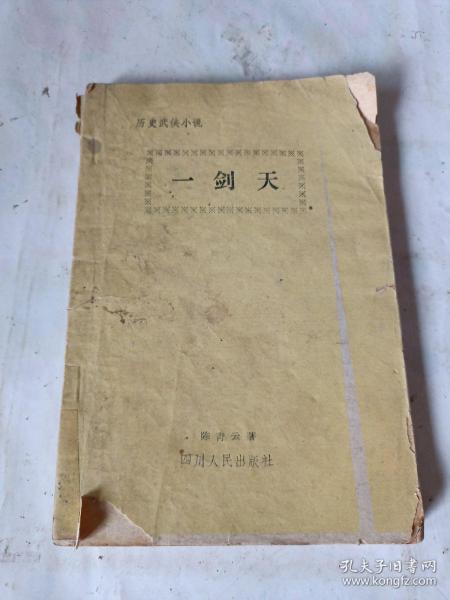 历史武侠小说
一剑天
陈青云著
四川人民出版社
孔夫子旧书网
www.kongfz.com